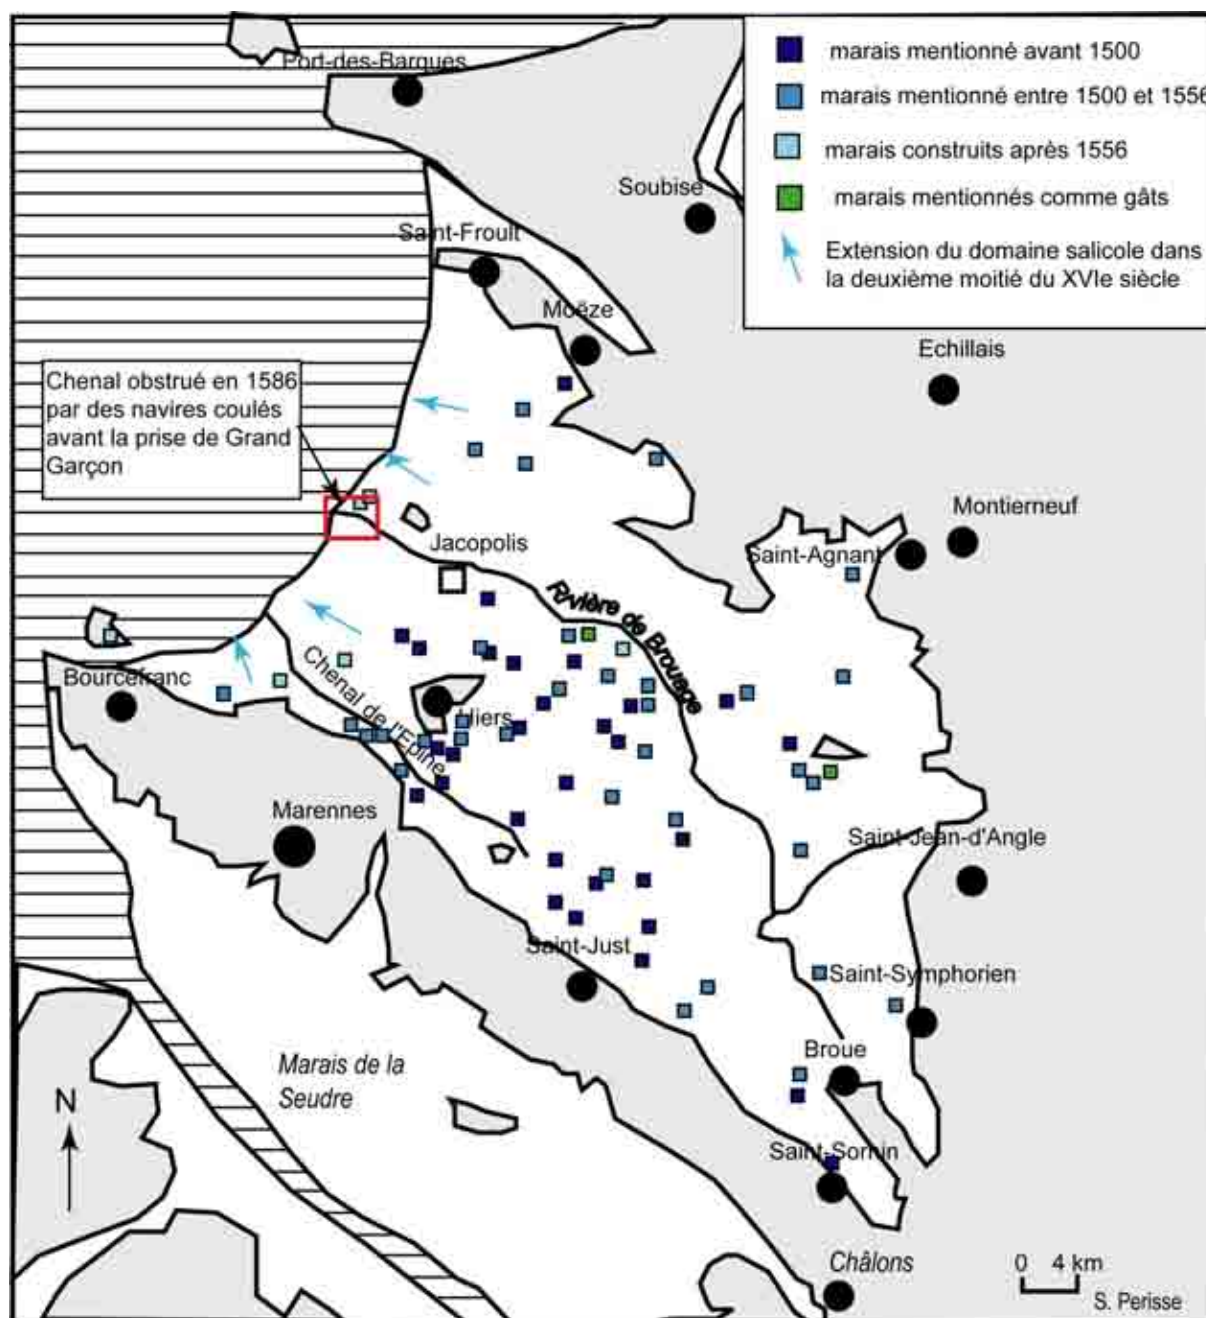 marais mentionné avant 1500
marais mentionné entre 1500 et 1556
marais construits après 1556
marais mentionnés comme gâts
Extension du domaine salicole dans
la deuxième moitié du XVIe siècle
Port-des-Barques
Soubise
Saint-Froult
Moëze
Echillais
Chenal obstrué en 1586
par des navires coulés
avant la prise de Grand
Garçon
Montierneuf
Saint-Agnant
Jacopolis
Rivière de Brouage
Bourcefranc
Chenal de l'Epine
Hiers
Marennes
Saint-Jean-d'Angle
Saint-Just
Saint-Symphorien
Broue
Marais de la
Seudre
N
Saint-Sornin
Châlons
0 4 km
S. Perisse